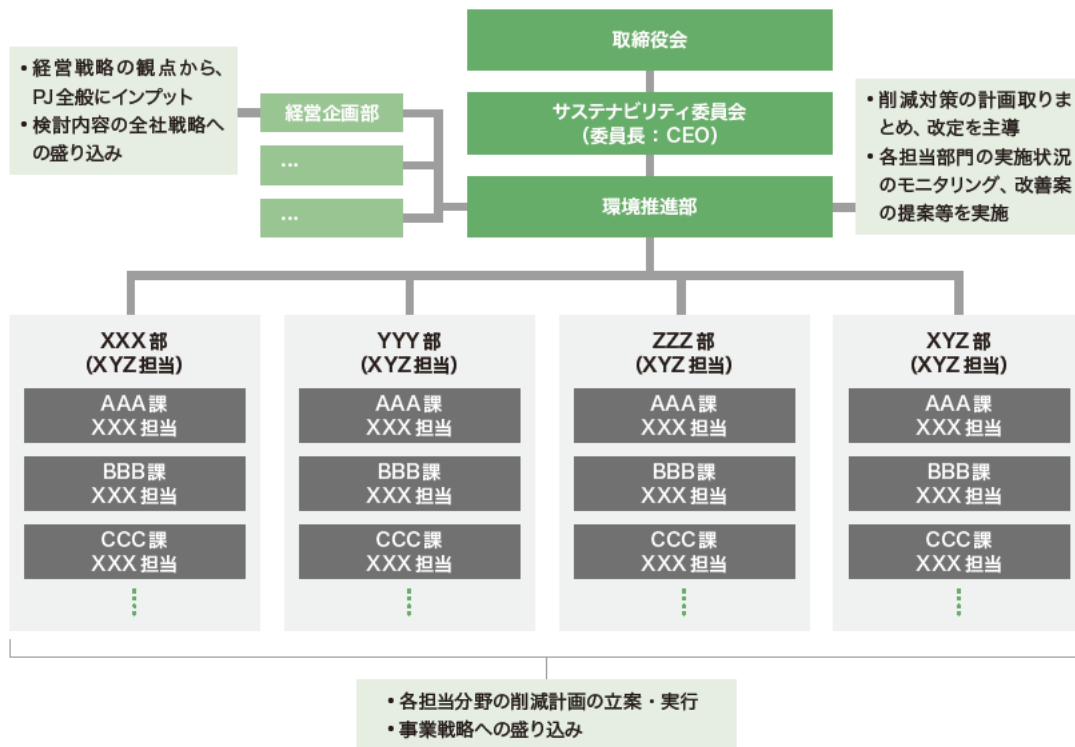 取締役会
• 経営戦略の観点から、
PJ全般にインプット
• 検討内容の全社戦略へ
の盛り込み
経営企画部
…
…
サステナビリティ委員会
（委員長：CEO）
環境推進部
• 削減対策の計画取りま
とめ、改定を主導
• 各担当部門の実施状況
のモニタリング、改善案
の提案等を実施
XXX部
(XYZ担当)
AAA課
XXX担当
BBB課
XXX担当
CCC課
XXX担当
YYY部
(XYZ担当)
AAA課
XXX担当
BBB課
XXX担当
CCC課
XXX担当
ZZZ部
(XYZ担当)
AAA課
XXX担当
BBB課
XXX担当
CCC課
XXX担当
XYZ部
(XYZ担当)
AAA課
XXX担当
BBB課
XXX担当
CCC課
XXX担当
• 各担当分野の削減計画の立案・実行
• 事業戦略への盛り込み